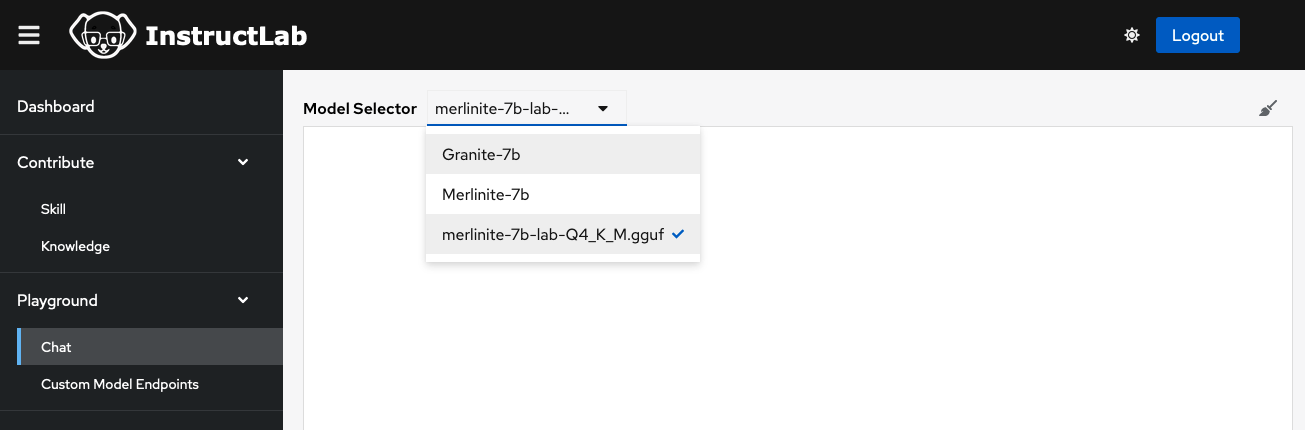 InstructLab
Logout
Dashboard
Contribute
Skill
Knowledge
Playground
Chat
Custom Model Endpoints
Model Selector
merlinite-7b-lab-...
Granite-7b
Merlinite-7b
merlinite-7b-lab-Q4_K_M.gguf